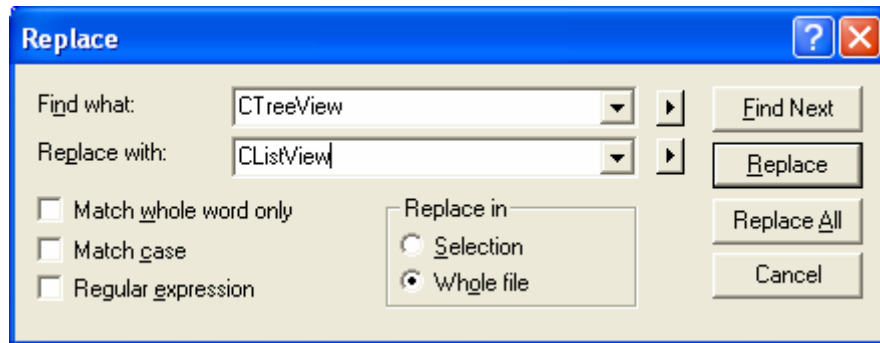 Replace
Find what: CTreeView Find Next
Replace with: CListView Replace
Match whole word only Replace in Replace All
Match case Selection
Regular expression Whole file Cancel